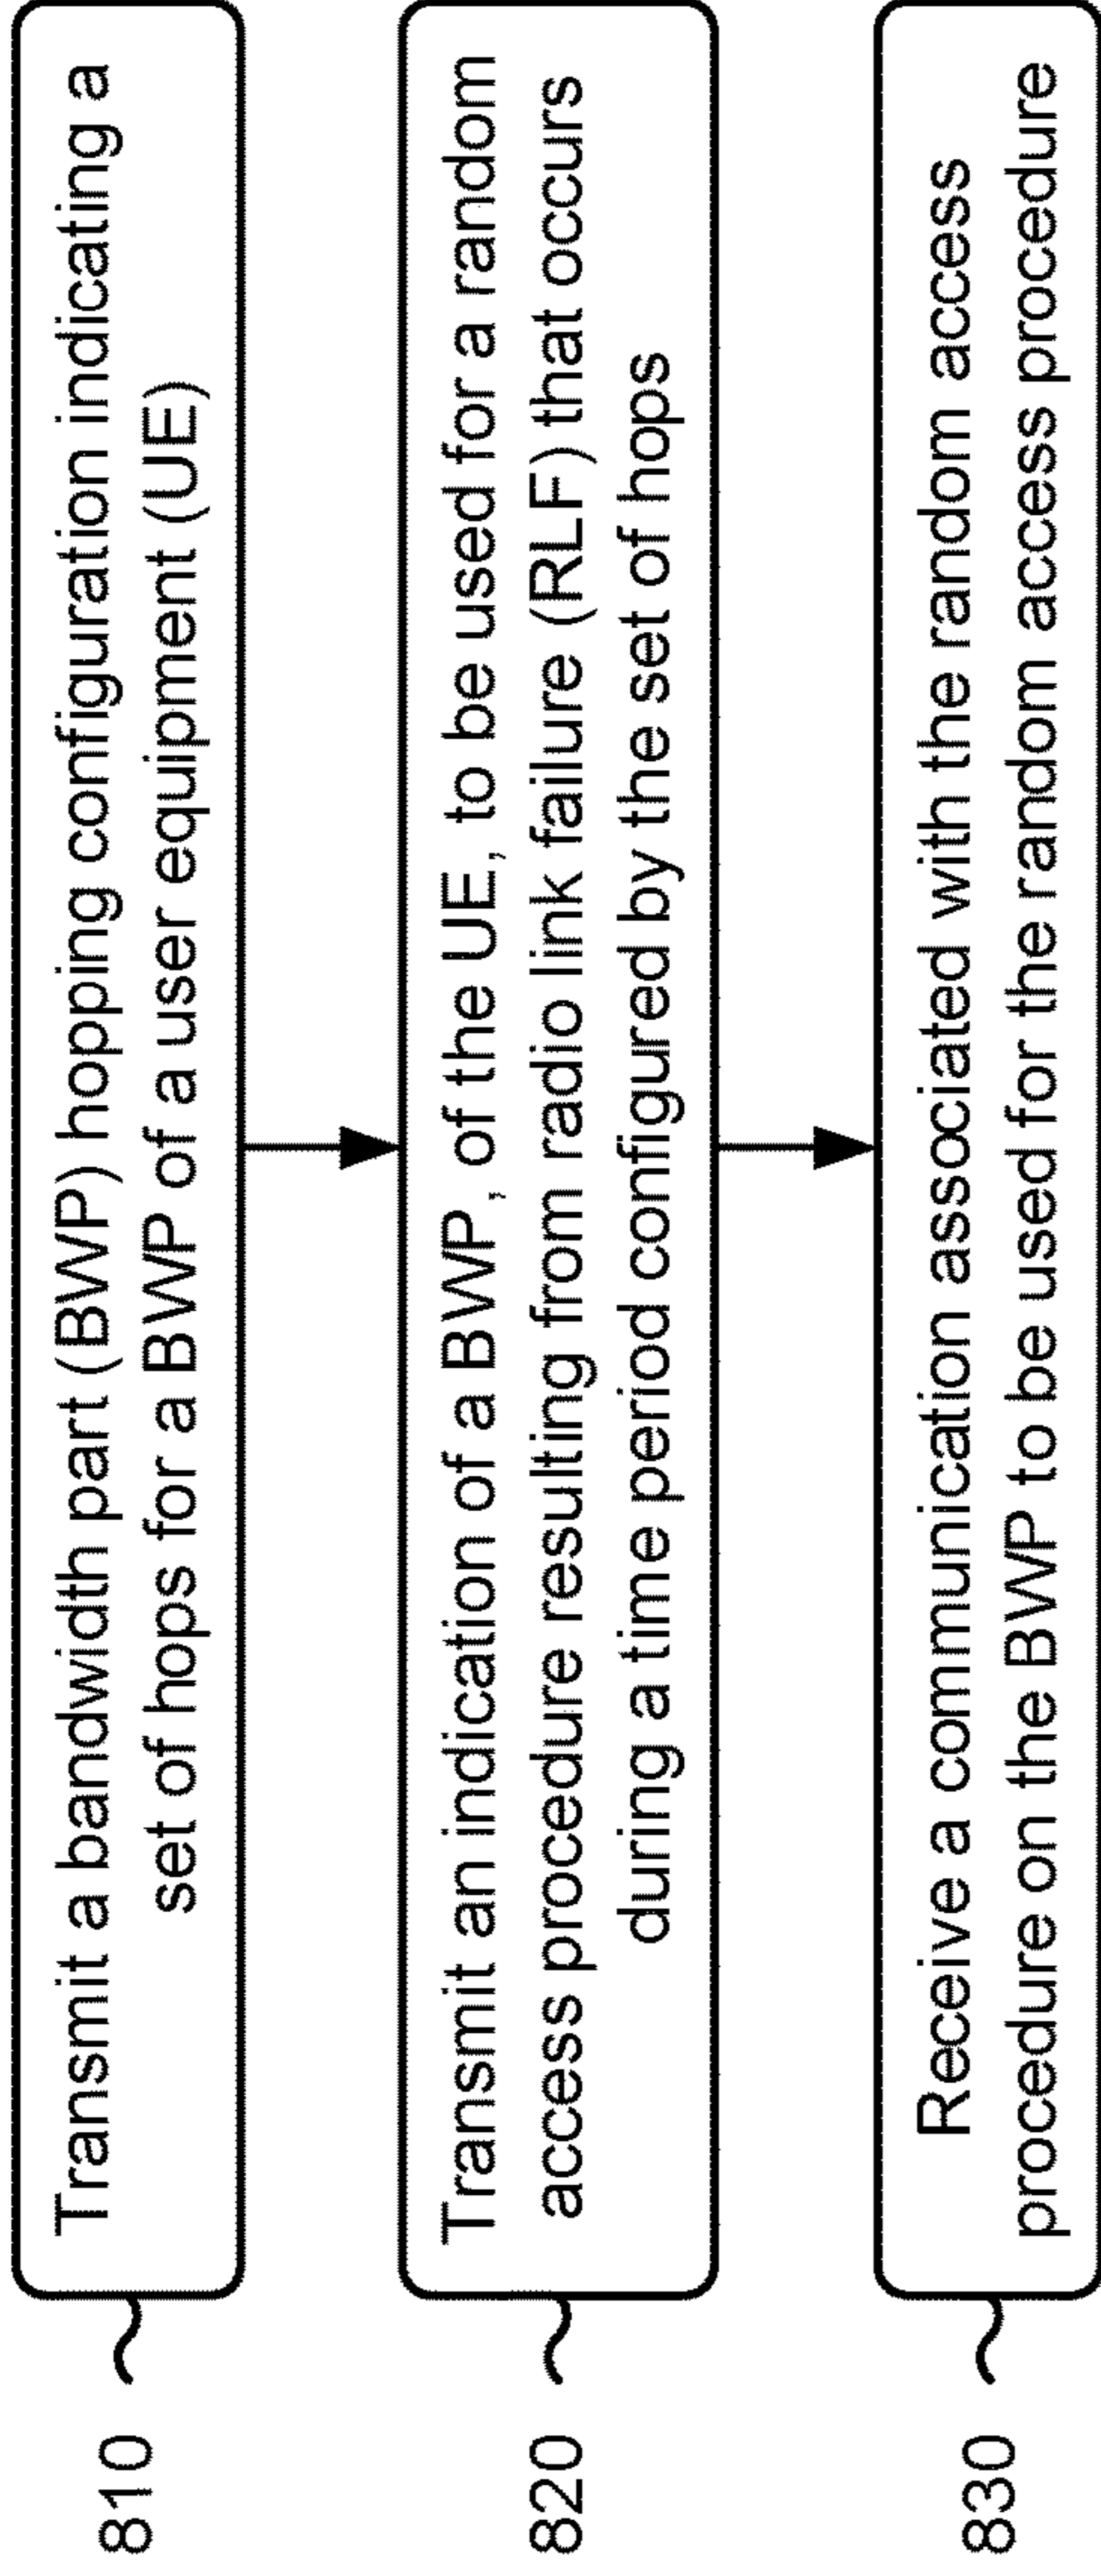 810
Transmit a bandwidth part (BWP) hopping configuration indicating a
set of hops for a BWP of a user equipment (UE)
820
Transmit an indication of a BWP, of the UE, to be used for a random
access procedure resulting from radio link failure (RLF) that occurs
during a time period configured by the set of hops
830
Receive a communication associated with the random access
procedure on the BWP to be used for the random access procedure